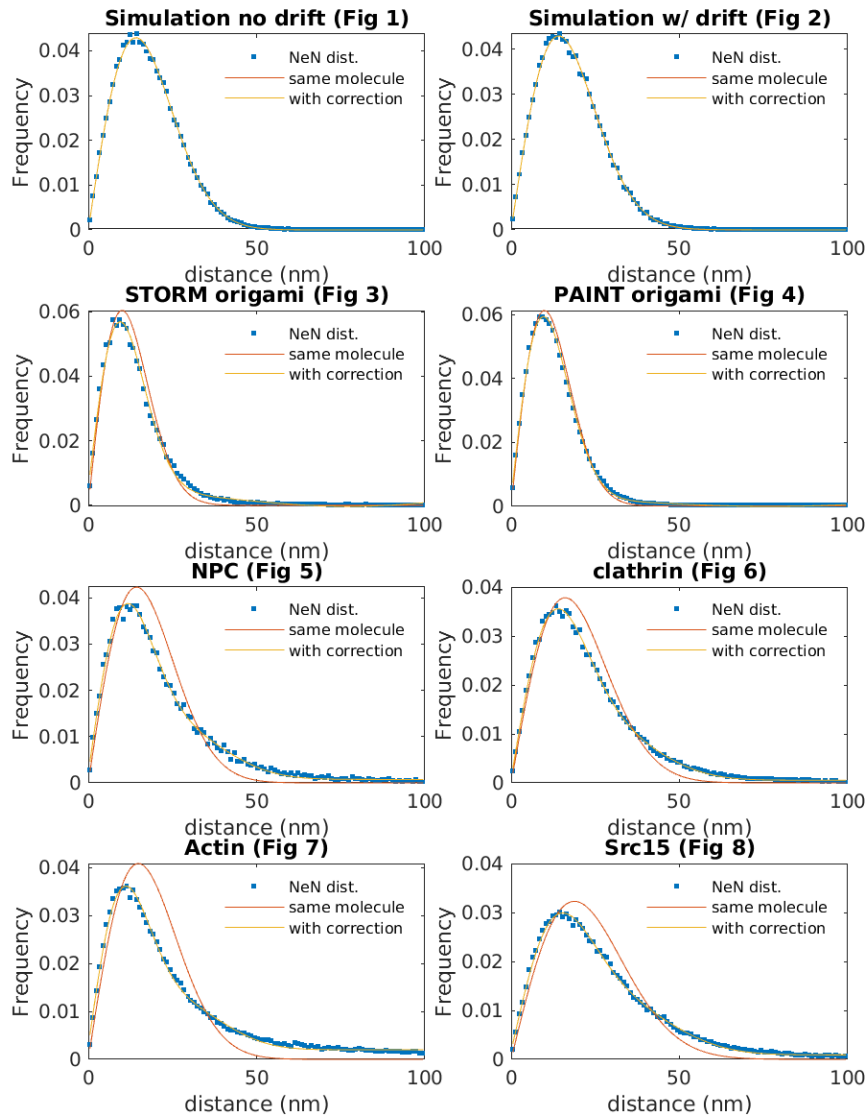 Simulation no drift (Fig 1)
0.04
0.03
0.02
0.01
0
Frequency
NeN dist.
same molecule
with correction
0
50
100
distance (nm)
Simulation w/ drift (Fig 2)
0.04
0.03
0.02
0.01
0
Frequency
NeN dist.
same molecule
with correction
0
50
100
distance (nm)
STORM origami (Fig 3)
0.06
0.04
0.02
0
Frequency
NeN dist.
same molecule
with correction
0
50
100
distance (nm)
PAINT origami (Fig 4)
0.06
0.04
0.02
0
Frequency
NeN dist.
same molecule
with correction
0
50
100
distance (nm)
NPC (Fig 5)
0.04
0.03
0.02
0.01
0
Frequency
NeN dist.
same molecule
with correction
0
50
100
distance (nm)
clathrin (Fig 6)
0.04
0.03
0.02
0.01
0
Frequency
NeN dist.
same molecule
with correction
0
50
100
distance (nm)
Actin (Fig 7)
0.04
0.03
0.02
0.01
0
Frequency
NeN dist.
same molecule
with correction
0
50
100
distance (nm)
Src15 (Fig 8)
0.04
0.03
0.02
0.01
0
Frequency
NeN dist.
same molecule
with correction
0
50
100
distance (nm)